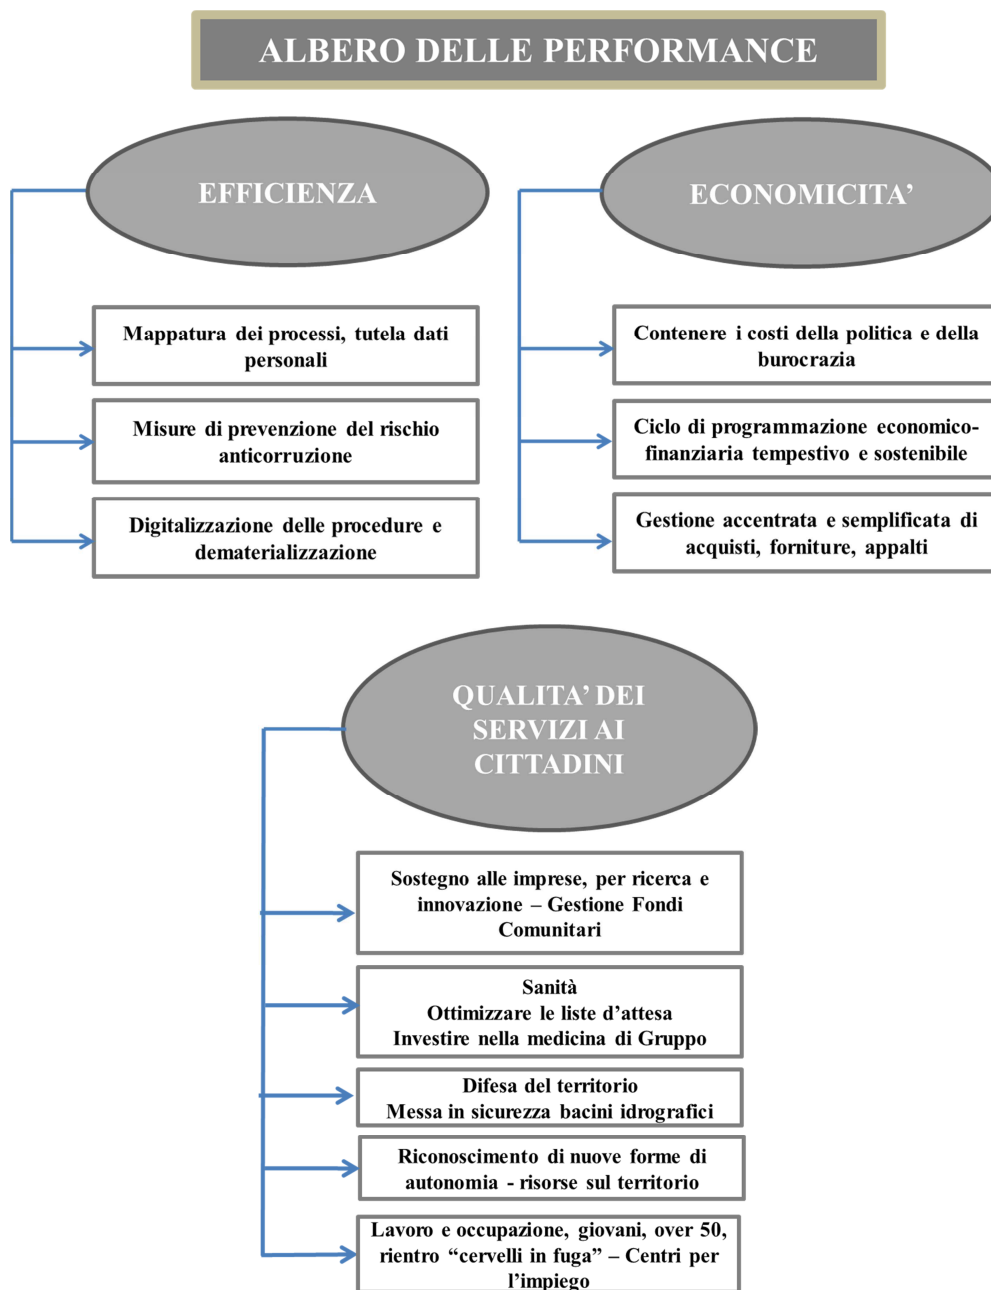 ALBERO DELLE PERFORMANCE
EFFICIENZA
Mappatura dei processi, tutela dati
personali
Misure di prevenzione del rischio
anticorruzione
Digitalizzazione delle procedure e
dematerializzazione
ECONOMICITA’
Contenere i costi della politica e della
burocrazia
Ciclo di programmazione economico-
finanziaria tempestivo e sostenibile
Gestione accentrata e semplificata di
acquisti, forniture, appalti
QUALITA’ DEI
SERVIZI AI
CITTADINI
Sostegno alle imprese, per ricerca e
innovazione – Gestione Fondi
Comunitari
Sanità
Ottimizzare le liste d’attesa
Investire nella medicina di Gruppo
Difesa del territorio
Messa in sicurezza bacini idrografici
Riconoscimento di nuove forme di
autonomia - risorse sul territorio
Lavoro e occupazione, giovani, over 50,
rientro “cervelli in fuga” – Centri per
l’impiego